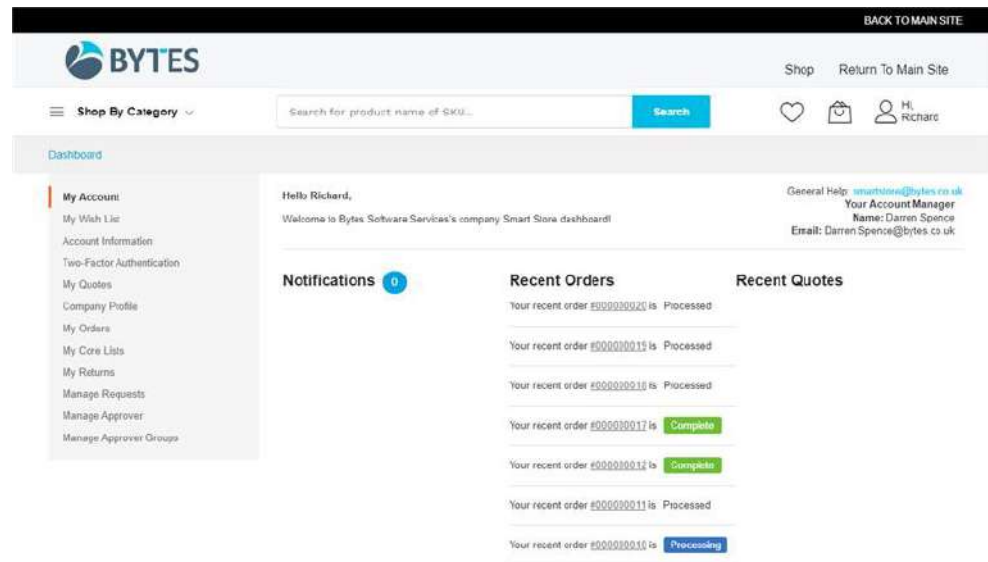 BACK TO MAIN SITE
BYTES
Shop Return To Main Site
Shop By Category
Search for product name of SKU...
Search
Hi, Richard
Dashboard
My Account
My Wish List
Account Information
Two-Factor Authentication
My Quotes
Company Profile
My Orders
My Core Lists
My Returns
Manage Requests
Manage Approver
Manage Approver Groups
Hello Richard,
Welcome to Bytes Software Services's company Smart Store dashboard!
General Help: smartstore@bytes.co.uk
Your Account Manager
Name: Darren Spence
Email: Darren.Spence@bytes.co.uk
Notifications 0
Recent Orders
Your recent order #000000020 is Processed
Your recent order #000000019 is Processed
Your recent order #000000018 is Processed
Your recent order #000000017 is Complete
Your recent order #000000012 is Complete
Your recent order #000000011 is Processed
Your recent order #000000010 is Processing
Recent Quotes